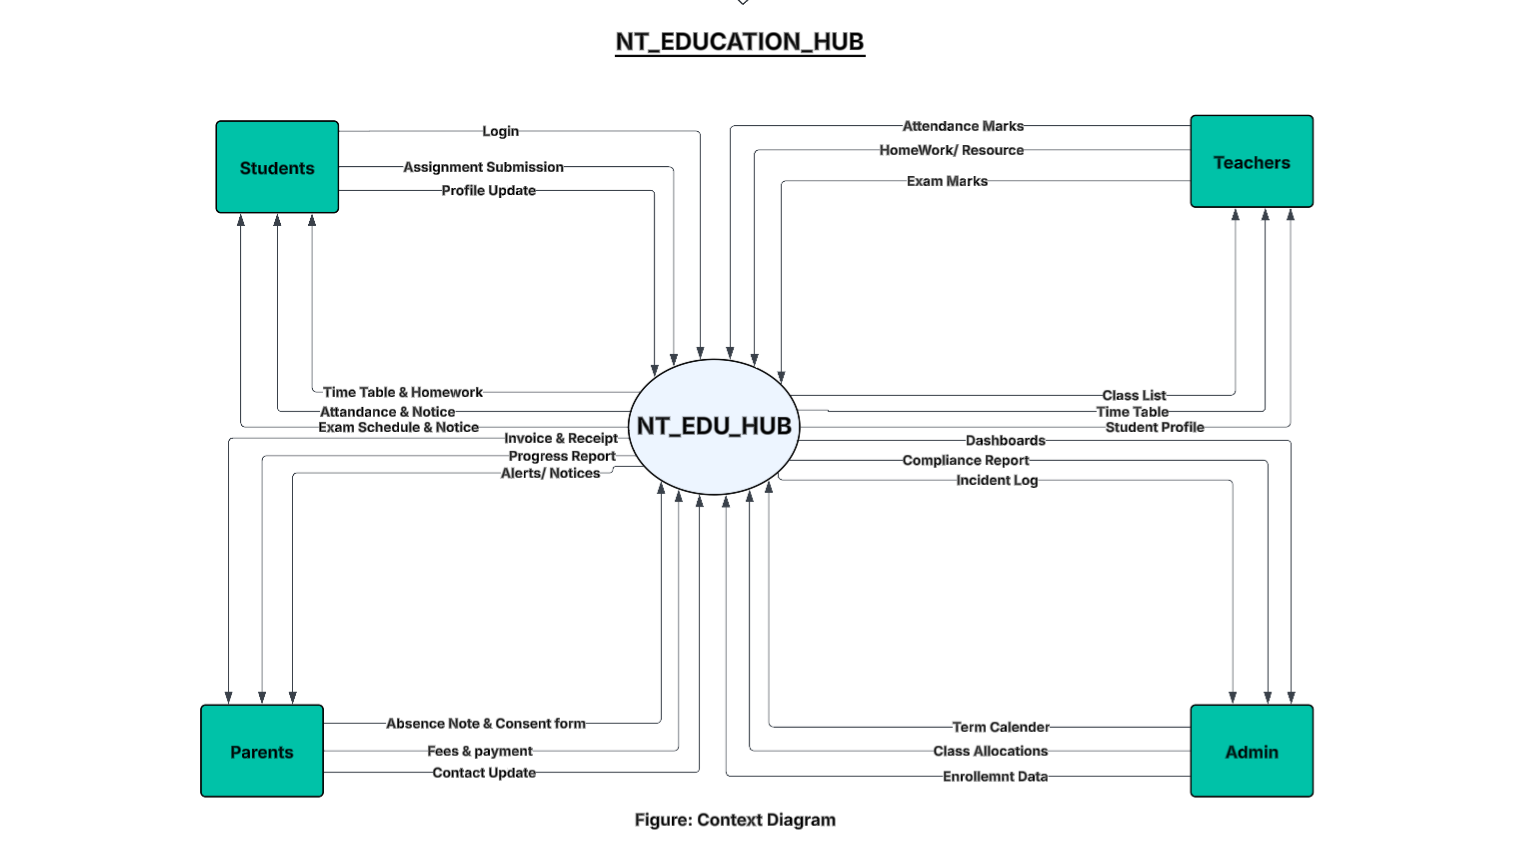 NT_EDUCATION_HUB
Students
Login
Assignment Submission
Profile Update
Attendance Marks
HomeWork/ Resource
Exam Marks
Teachers
Time Table & Homework
Attandance & Notice
Exam Schedule & Notice
Invoice & Receipt
Progress Report
Alerts/ Notices
NT_EDU_HUB
Class List
Time Table
Student Profile
Dashboards
Compliance Report
Incident Log
Parents
Absence Note & Consent form
Fees & payment
Contact Update
Term Calender
Class Allocations
Enrollemnt Data
Admin
Figure: Context Diagram